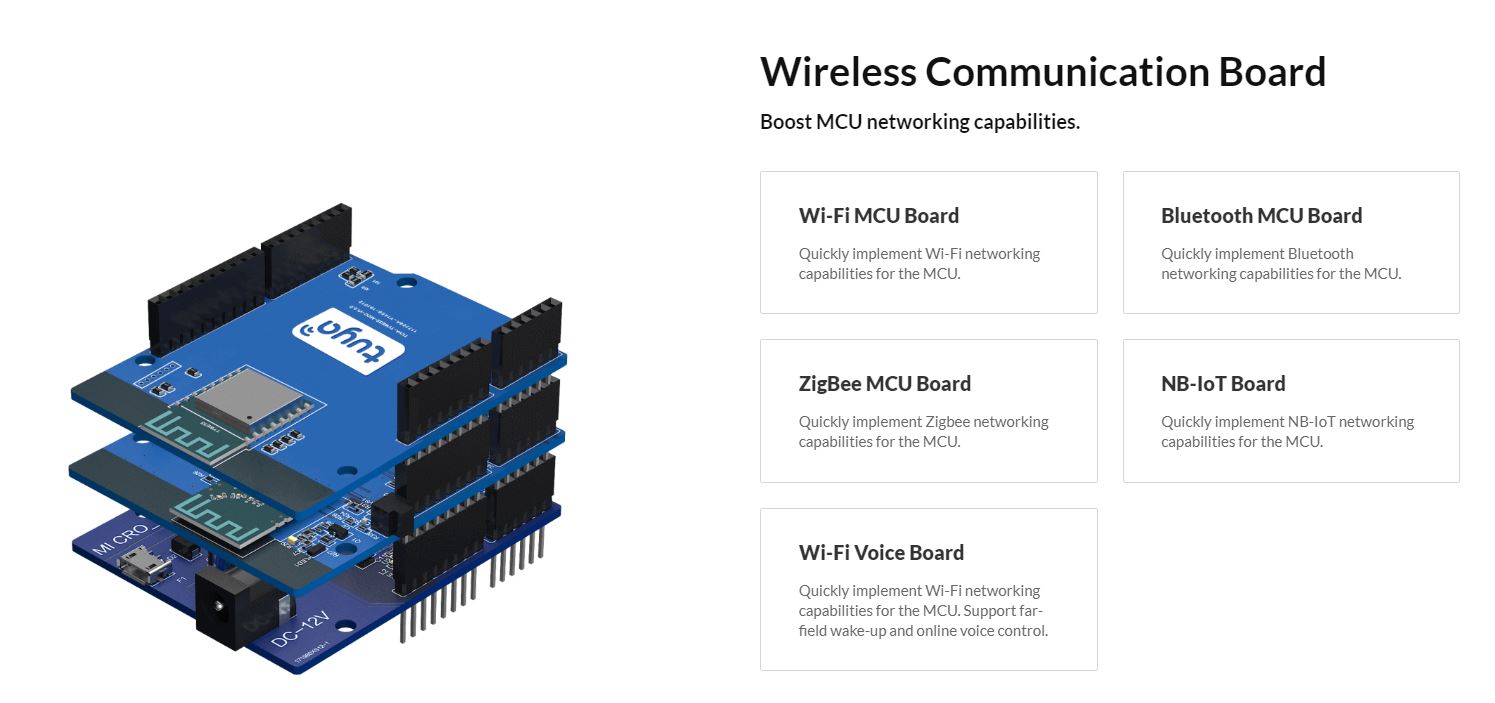 Wireless Communication Board
Boost MCU networking capabilities.
Wi-Fi MCU Board
Quickly implement Wi-Fi networking
capabilities for the MCU.
Bluetooth MCU Board
Quickly implement Bluetooth
networking capabilities for the MCU.
ZigBee MCU Board
Quickly implement Zigbee networking
capabilities for the MCU.
NB-IoT Board
Quickly implement NB-IoT networking
capabilities for the MCU.
Wi-Fi Voice Board
Quickly implement Wi-Fi networking
capabilities for the MCU. Support far-
field wake-up and online voice control.
tuya
MI CRO_
F1
DC-12V